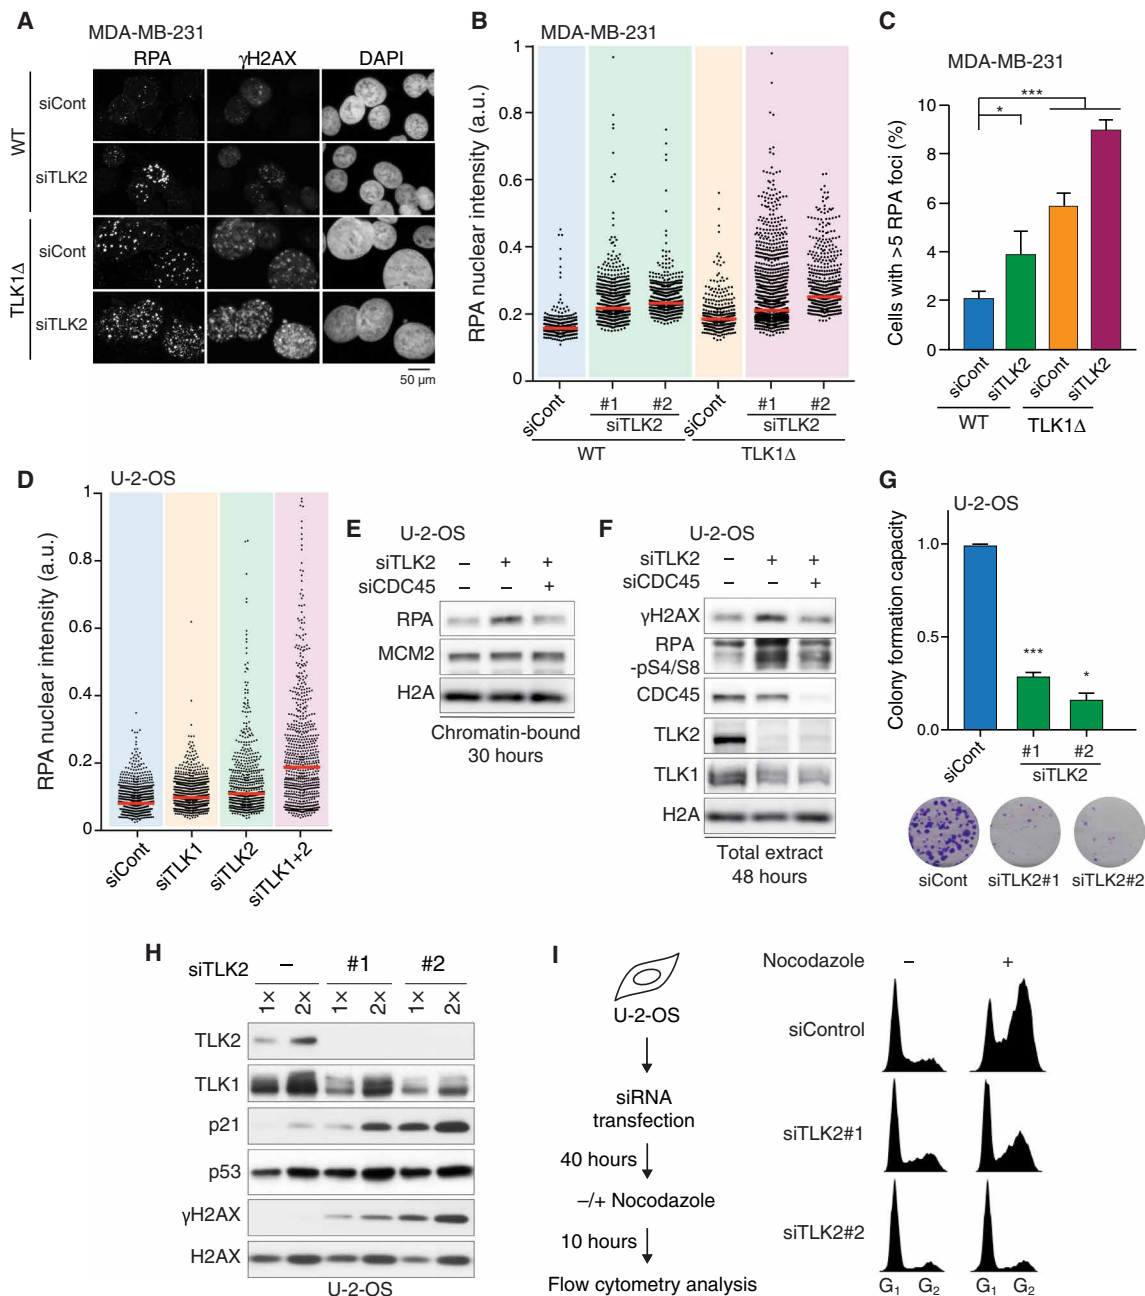 A
MDA-MB-231
RPA γH2AX DAPI
WT
siCont
siTLK2
TLK1Δ
siCont
siTLK2
50 μm
B
MDA-MB-231
RPA nuclear intensity (a.u.)
1
0.8
0.6
0.4
0.2
0
siCont #1 #2 siCont #1 #2
siTLK2 siTLK2
WT TLK1Δ
C
MDA-MB-231
Cells with >5 RPA foci (%)
***
*
10
8
6
4
2
0
siCont siTLK2 siCont siTLK2
WT TLK1Δ
D
U-2-OS
RPA nuclear intensity (a.u.)
1
0.8
0.6
0.4
0.2
0
siCont siTLK1 siTLK2 siTLK1+2
E
U-2-OS
siTLK2 – + +
siCDC45 – – +
RPA
MCM2
H2A
Chromatin-bound
30 hours
F
U-2-OS
siTLK2 – + +
siCDC45 – – +
γH2AX
RPA
-pS4/S8
CDC45
TLK2
TLK1
H2A
Total extract
48 hours
G
U-2-OS
Colony formation capacity
1.0
0.5
0.0
***
*
siCont #1 #2
siTLK2
siCont siTLK2#1 siTLK2#2
H
siTLK2 – #1 #2
1× 2× 1× 2× 1× 2×
TLK2
TLK1
p21
p53
γH2AX
H2AX
U-2-OS
I
U-2-OS
siRNA
transfection
40 hours
–/+ Nocodazole
10 hours
Flow cytometry analysis
Nocodazole – +
siControl
siTLK2#1
siTLK2#2
G1 G2 G1 G2